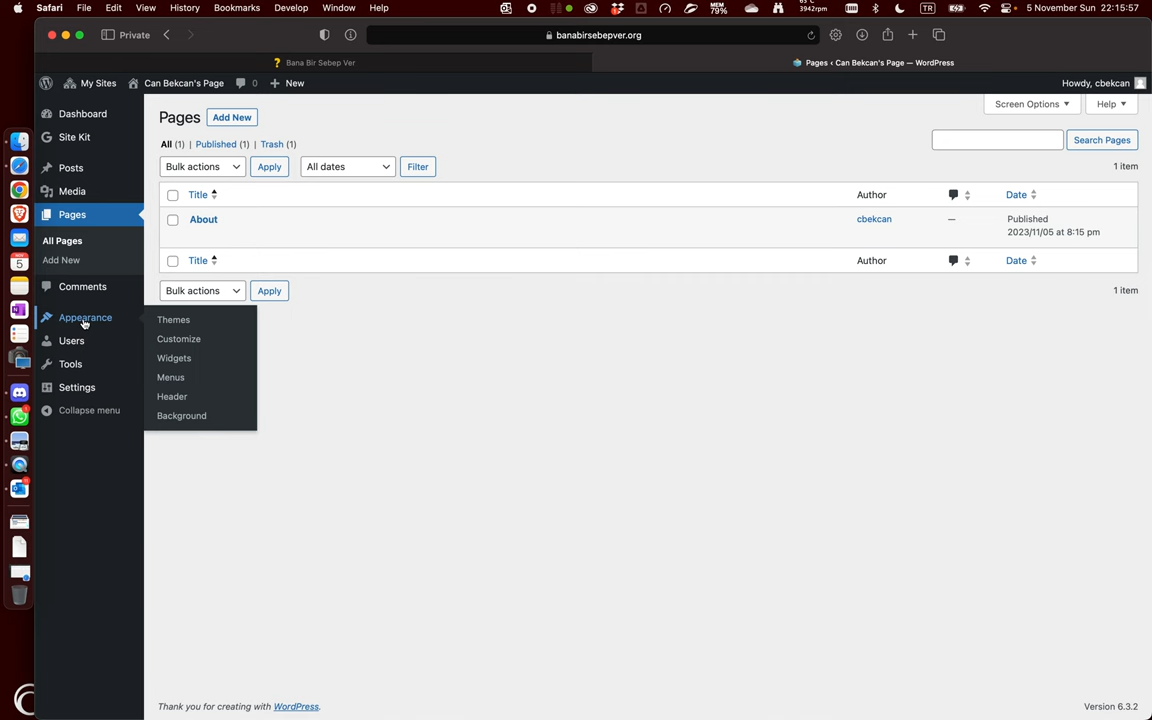 Safari File Edit View History Bookmarks Develop Window Help MEM 79% 63°C 3942rpm TR 5 November Sun 22:15:57
Private banabirsebepver.org
Bana Bir Sebep Ver Pages ‹ Can Bekcan's Page — WordPress
My Sites Can Bekcan's Page 0 New Howdy, cbekcan
Screen Options Help
Dashboard
Site Kit
Posts
Media
Pages
All Pages
Add New
Comments
Appearance
Users
Tools
Settings
Collapse menu
Pages Add New
All (1) | Published (1) | Trash (1)
Search Pages
Bulk actions Apply All dates Filter 1 item
Title Author Date
About cbekcan — Published
2023/11/05 at 8:15 pm
Title Author Date
Bulk actions Apply 1 item
Themes
Customize
Widgets
Menus
Header
Background
Thank you for creating with WordPress. Version 6.3.2